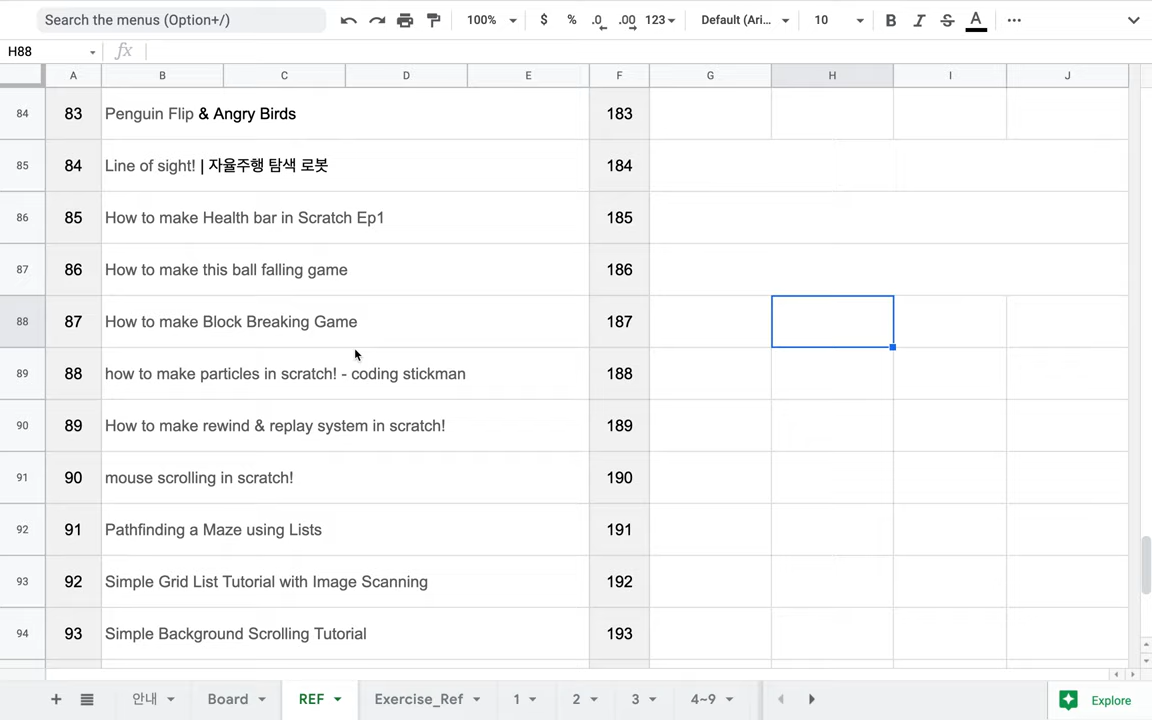 Search the menus (Option+/)
100% $ % .0 .00 123 Default (Ari... 10 B I S A
H88 fx
A B C D E F G H I J
84 83 Penguin Flip & Angry Birds 183
85 84 Line of sight! | 자율주행 탐색 로봇 184
86 85 How to make Health bar in Scratch Ep1 185
87 86 How to make this ball falling game 186
88 87 How to make Block Breaking Game 187
89 88 how to make particles in scratch! - coding stickman 188
90 89 How to make rewind & replay system in scratch! 189
91 90 mouse scrolling in scratch! 190
92 91 Pathfinding a Maze using Lists 191
93 92 Simple Grid List Tutorial with Image Scanning 192
94 93 Simple Background Scrolling Tutorial 193
안내 Board REF Exercise_Ref 1 2 3 4~9 Explore